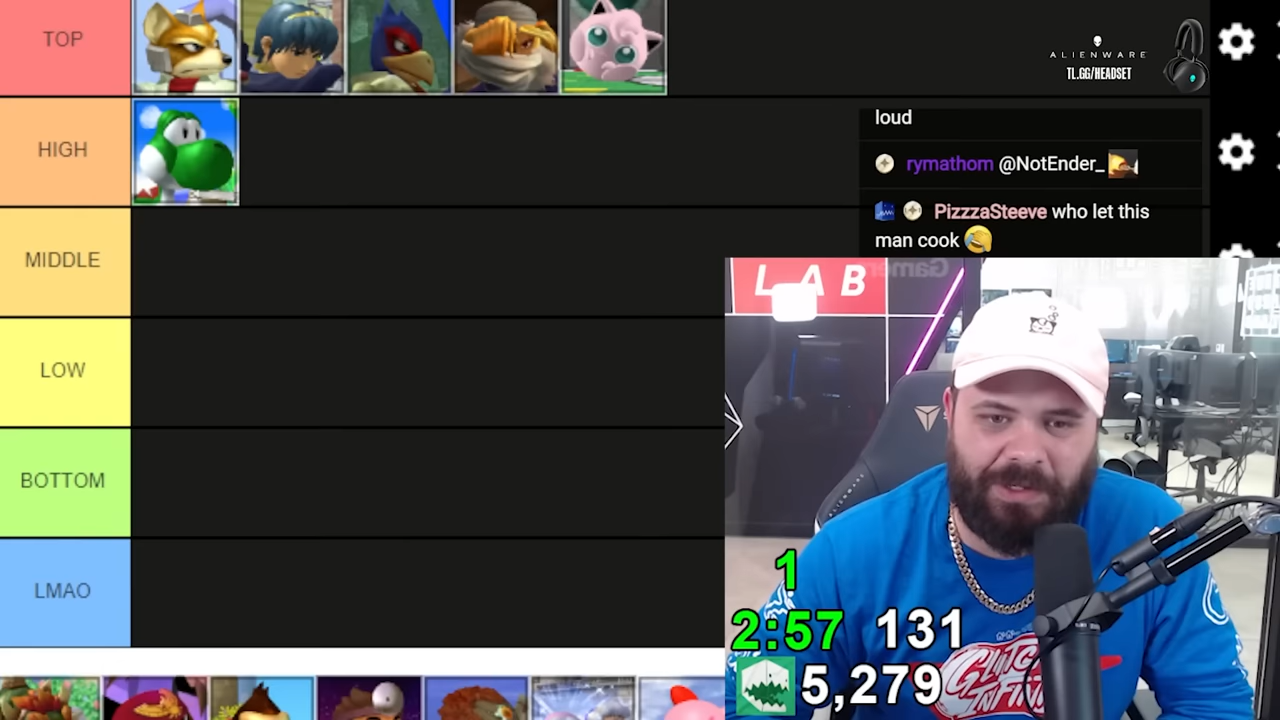 TOP
HIGH
MIDDLE
LOW
BOTTOM
LMAO
ALIENWARE
TL.GG/HEADSET
loud
rymathom @NotEnder_
PizzzaSteeve who let this
man cook
LAB
1
2:57 131
5,279